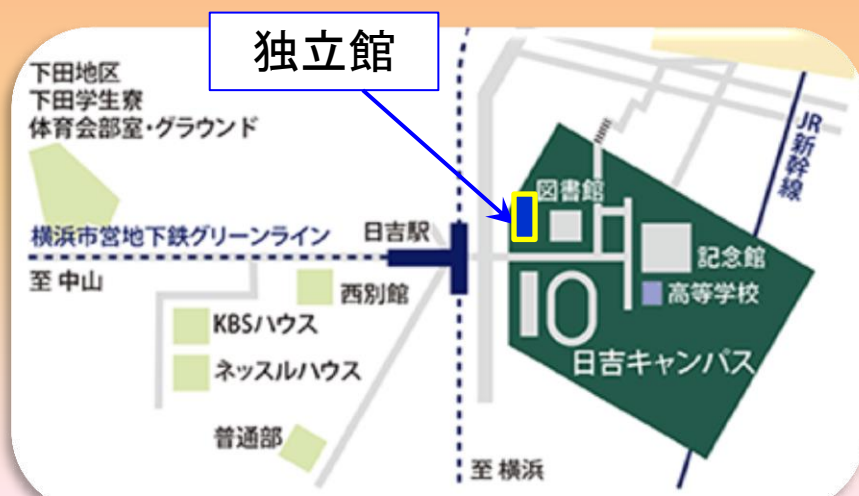 独立館
下田地区
下田学生寮
体育会部室・グラウンド
JR新幹線
図書館
横浜市営地下鉄グリーンライン
日吉駅
記念館
至 中山
西別館
高等学校
KBSハウス
日吉キャンパス
ネッスルハウス
普通部
至 横浜